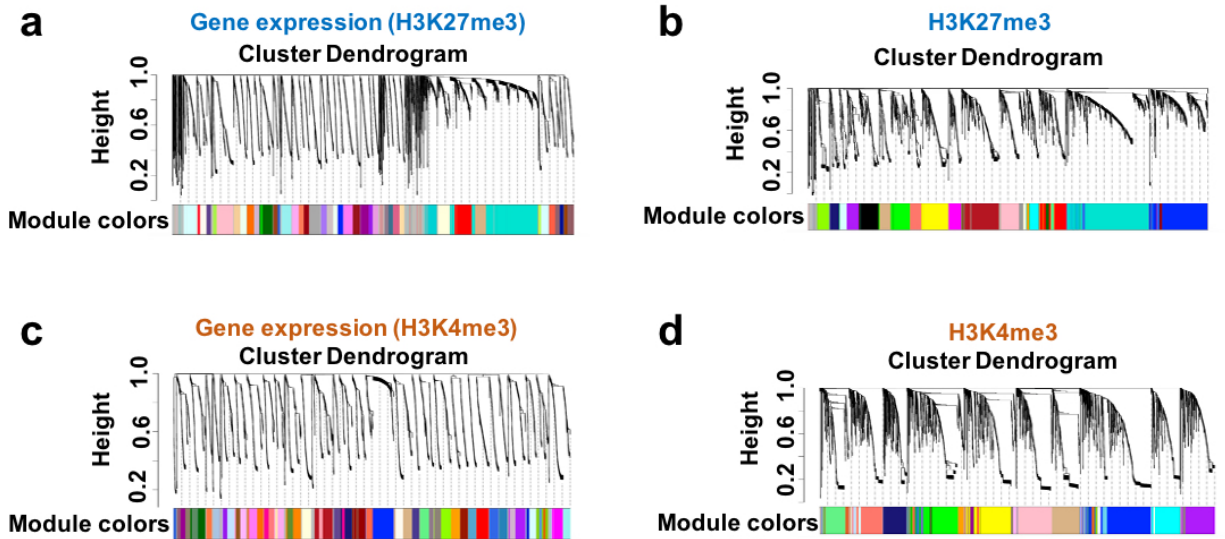 a
Gene expression (H3K27me3)
Cluster Dendrogram
Height
1.0
0.6
0.2
Module colors
b
H3K27me3
Cluster Dendrogram
Height
1.0
0.6
0.2
Module colors
c
Gene expression (H3K4me3)
Cluster Dendrogram
Height
1.0
0.6
0.2
Module colors
d
H3K4me3
Cluster Dendrogram
Height
1.0
0.6
0.2
Module colors